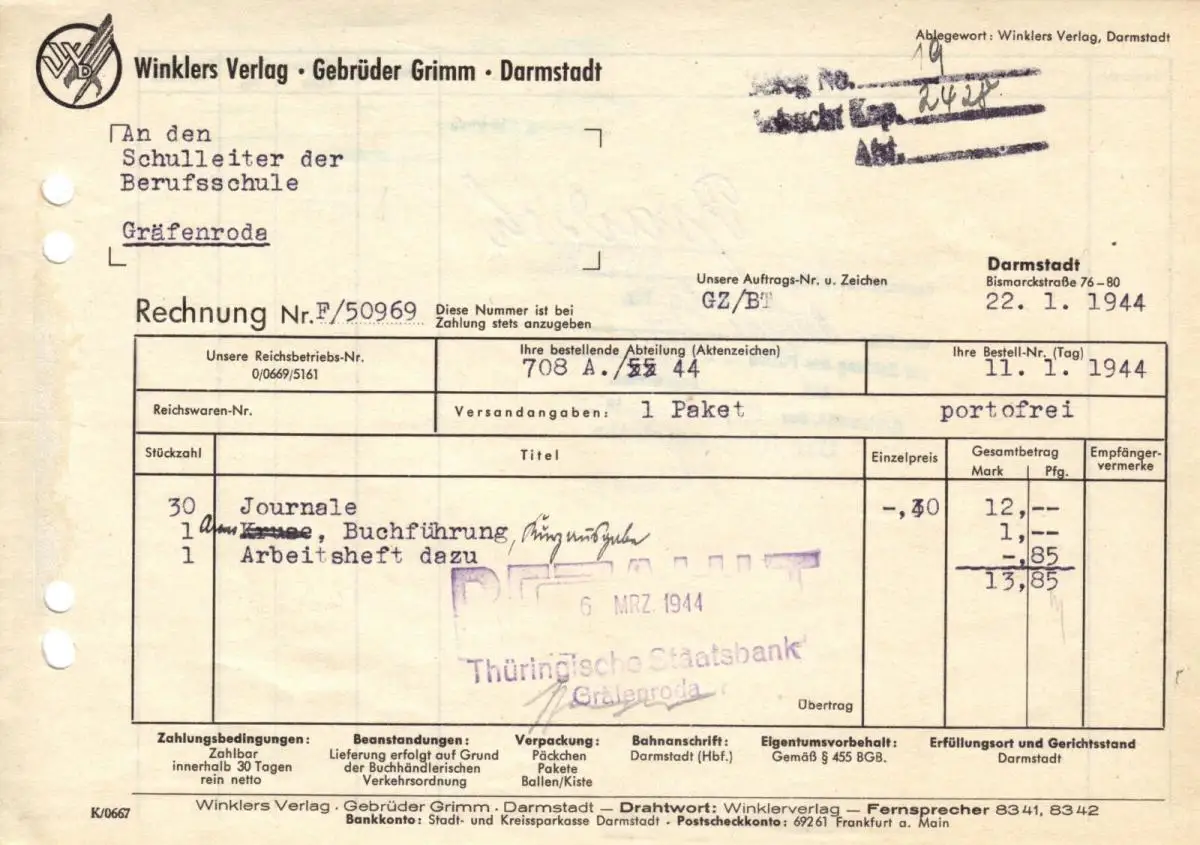 Ablegewort: Winklers Verlag, Darmstadt
Winklers Verlag · Gebrüder Grimm · Darmstadt
No. 19
Kap. 2428
Abt.
An den
Schulleiter der
Berufsschule
Gräfenroda
Unsere Auftrags-Nr. u. Zeichen
GZ/BT
Darmstadt
Bismarckstraße 76-80
22. 1. 1944
Rechnung Nr. F/50969 Diese Nummer ist bei
Zahlung stets anzugeben
Unsere Reichsbetriebs-Nr.
0/0669/5161
Ihre bestellende Abteilung (Aktenzeichen)
708 A./ 44
Ihre Bestell-Nr. (Tag)
11. 1. 1944
Reichswaren-Nr.
Versandangaben: 1 Paket portofrei
Stückzahl Titel Einzelpreis Gesamtbetrag Empfänger-
vermerke
Mark Pfg.
30 Journale -, 0 12,--
1 Kruse, Buchführung, Kurzausgabe 1,--
1 Arbeitsheft dazu -,85
13,85
BEZAHLT
6 MRZ. 1944
Thüringische Staatsbank
Gräfenroda
Übertrag
Zahlungsbedingungen:
Zahlbar
innerhalb 30 Tagen
rein netto
Beanstandungen:
Lieferung erfolgt auf Grund
der Buchhändlerischen
Verkehrsordnung
Verpackung:
Päckchen
Pakete
Ballen/Kiste
Bahnanschrift:
Darmstadt (Hbf.)
Eigentumsvorbehalt:
Gemäß § 455 BGB.
Erfüllungsort und Gerichtsstand
Darmstadt
K/0667
Winklers Verlag · Gebrüder Grimm · Darmstadt — Drahtwort: Winklerverlag — Fernsprecher 8341, 8342
Bankkonto: Stadt- und Kreissparkasse Darmstadt · Postscheckkonto: 69261 Frankfurt a. Main